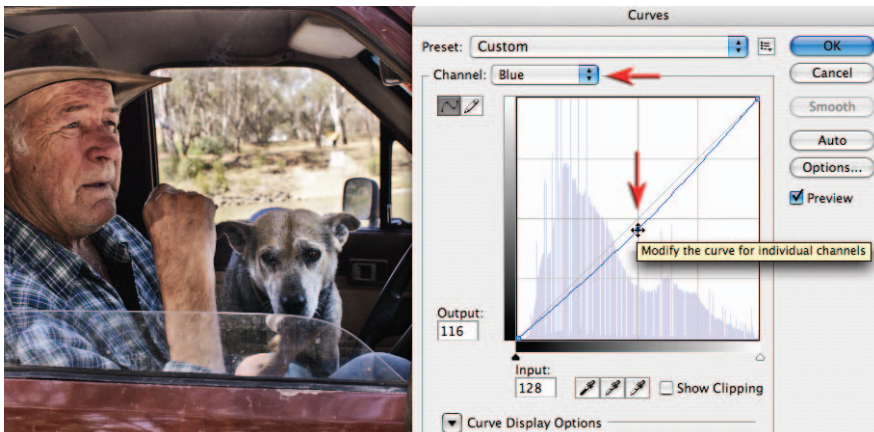 Curves
Preset: Custom
OK
Channel: Blue
Cancel
Smooth
Auto
Options...
Preview
Modify the curve for individual channels
Output:
116
Input:
128
Show Clipping
Curve Display Options